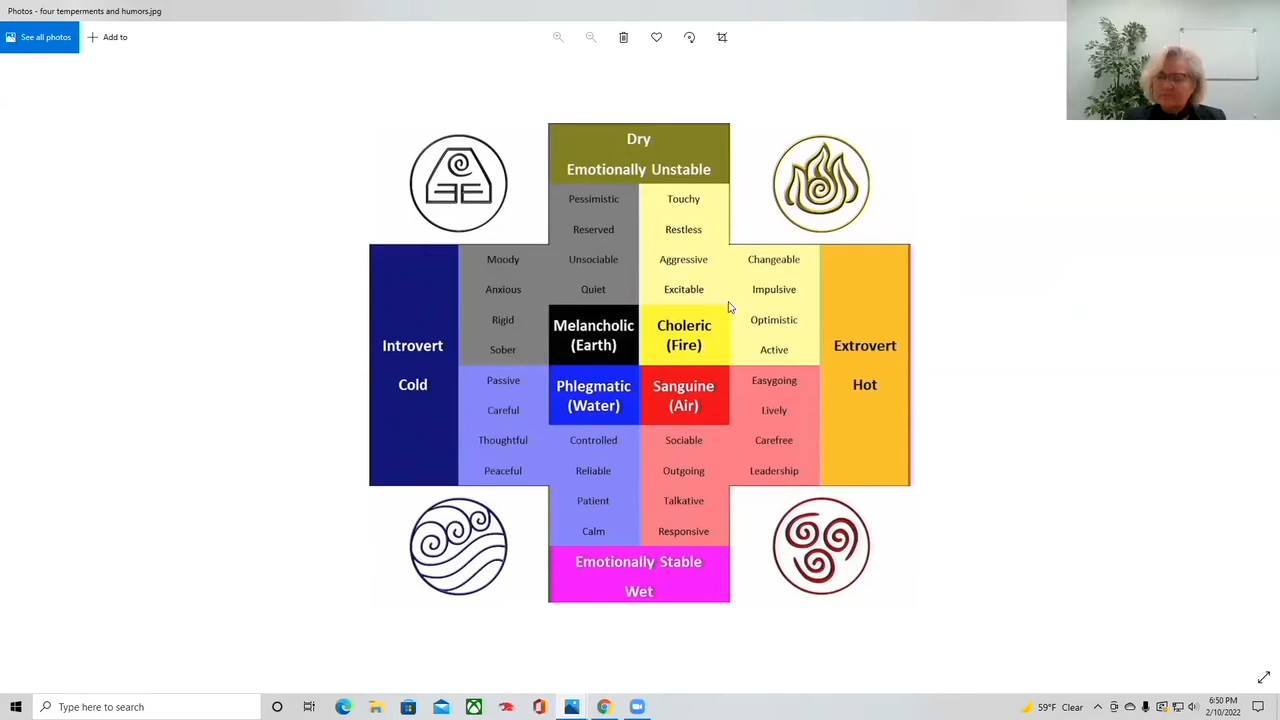 Photos - four temperments and humors.jpg
See all photos
Add to
Dry
Emotionally Unstable
Pessimistic
Touchy
Reserved
Restless
Moody
Unsociable
Aggressive
Changeable
Anxious
Quiet
Excitable
Impulsive
Rigid
Melancholic
(Earth)
Choleric
(Fire)
Optimistic
Sober
Active
Introvert
Cold
Extrovert
Hot
Passive
Phlegmatic
(Water)
Sanguine
(Air)
Easygoing
Careful
Lively
Thoughtful
Controlled
Sociable
Carefree
Peaceful
Reliable
Outgoing
Leadership
Patient
Talkative
Calm
Responsive
Emotionally Stable
Wet
Type here to search
59°F Clear
6:50 PM
2/10/2022